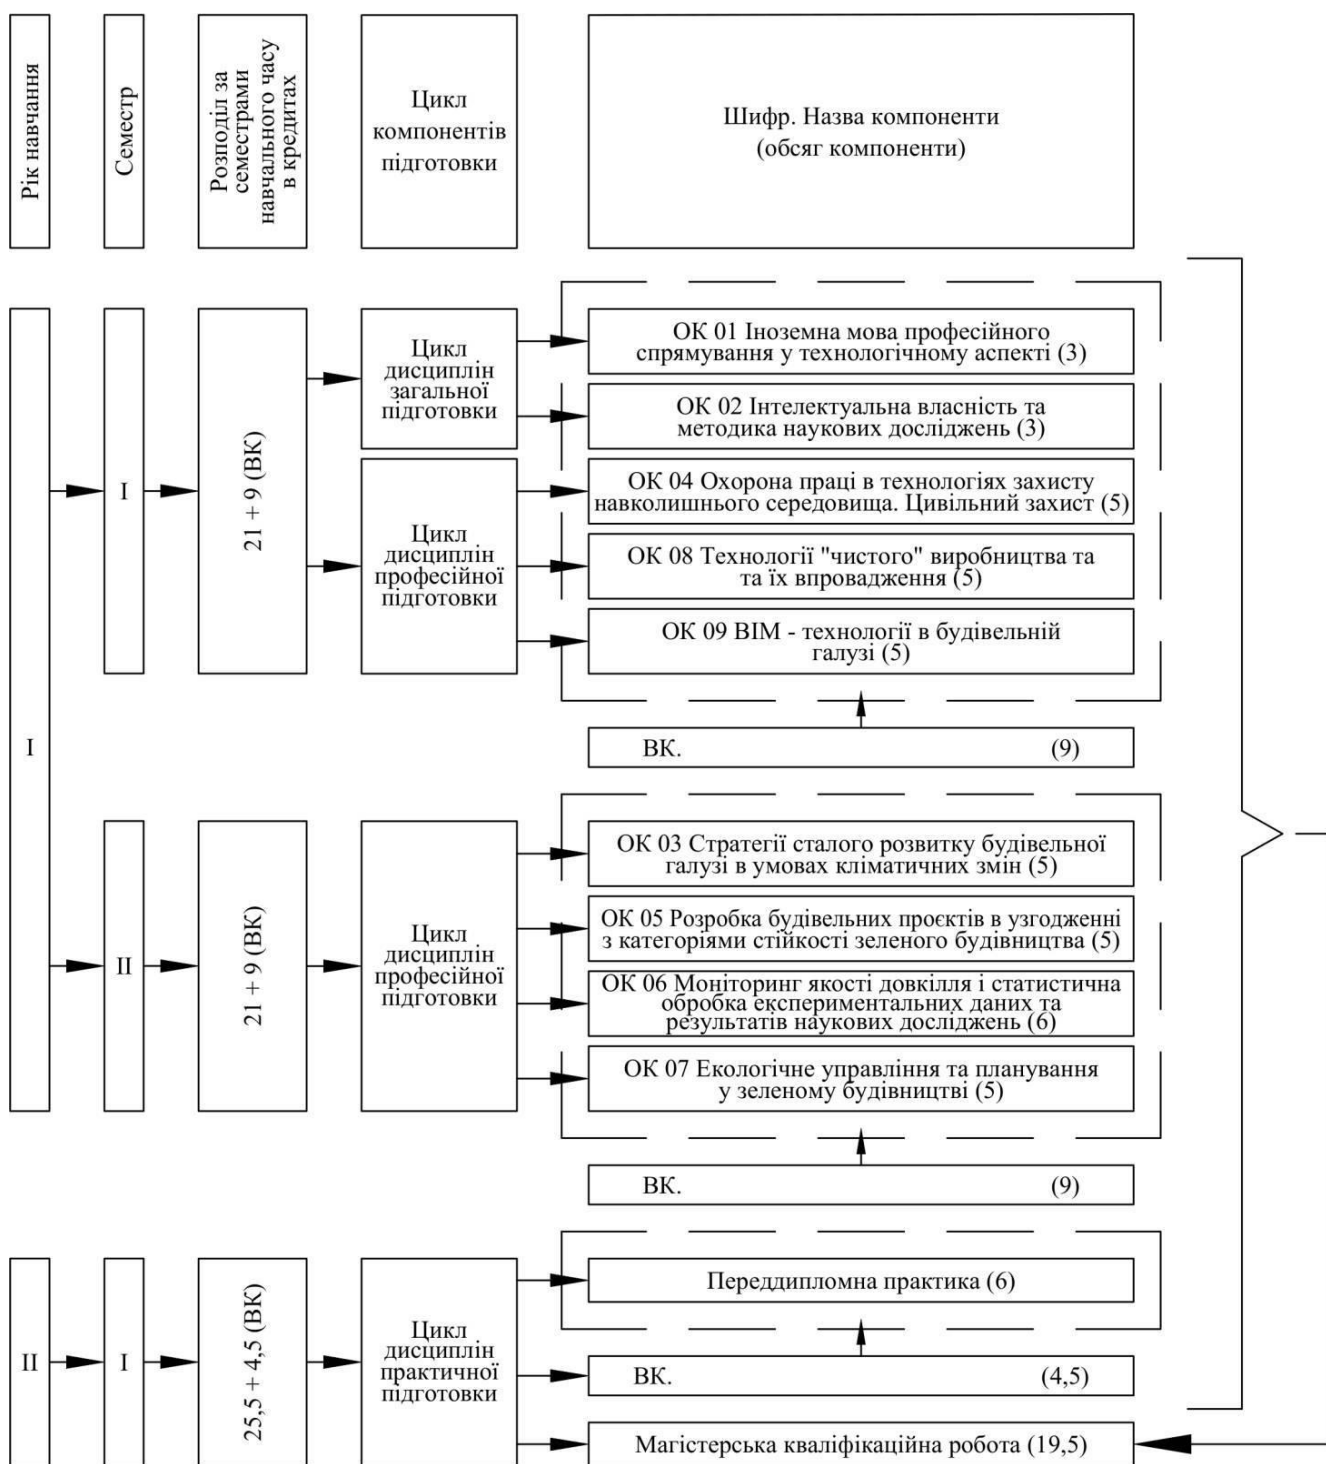 Рік навчання
Семестр
Розподіл за
семестрами
навчального часу
в кредитах
Цикл
компонентів
підготовки
Шифр. Назва компоненти
(обсяг компоненти)
I
I
21 + 9 (ВК)
Цикл
дисциплін
загальної
підготовки
ОК 01 Іноземна мова професійного
спрямування у технологічному аспекті (3)
ОК 02 Інтелектуальна власність та
методика наукових досліджень (3)
Цикл
дисциплін
професійної
підготовки
ОК 04 Охорона праці в технологіях захисту
навколишнього середовища. Цивільний захист (5)
ОК 08 Технології "чистого" виробництва та
та їх впровадження (5)
ОК 09 BIM - технології в будівельній
галузі (5)
ВК. (9)
II
21 + 9 (ВК)
Цикл
дисциплін
професійної
підготовки
ОК 03 Стратегії сталого розвитку будівельної
галузі в умовах кліматичних змін (5)
ОК 05 Розробка будівельних проєктів в узгодженні
з категоріями стійкості зеленого будівництва (5)
ОК 06 Моніторинг якості довкілля і статистична
обробка експериментальних даних та
результатів наукових досліджень (6)
ОК 07 Екологічне управління та планування
у зеленому будівництві (5)
ВК. (9)
II
I
25,5 + 4,5 (ВК)
Цикл
дисциплін
практичної
підготовки
Переддипломна практика (6)
ВК. (4,5)
Магістерська кваліфікаційна робота (19,5)